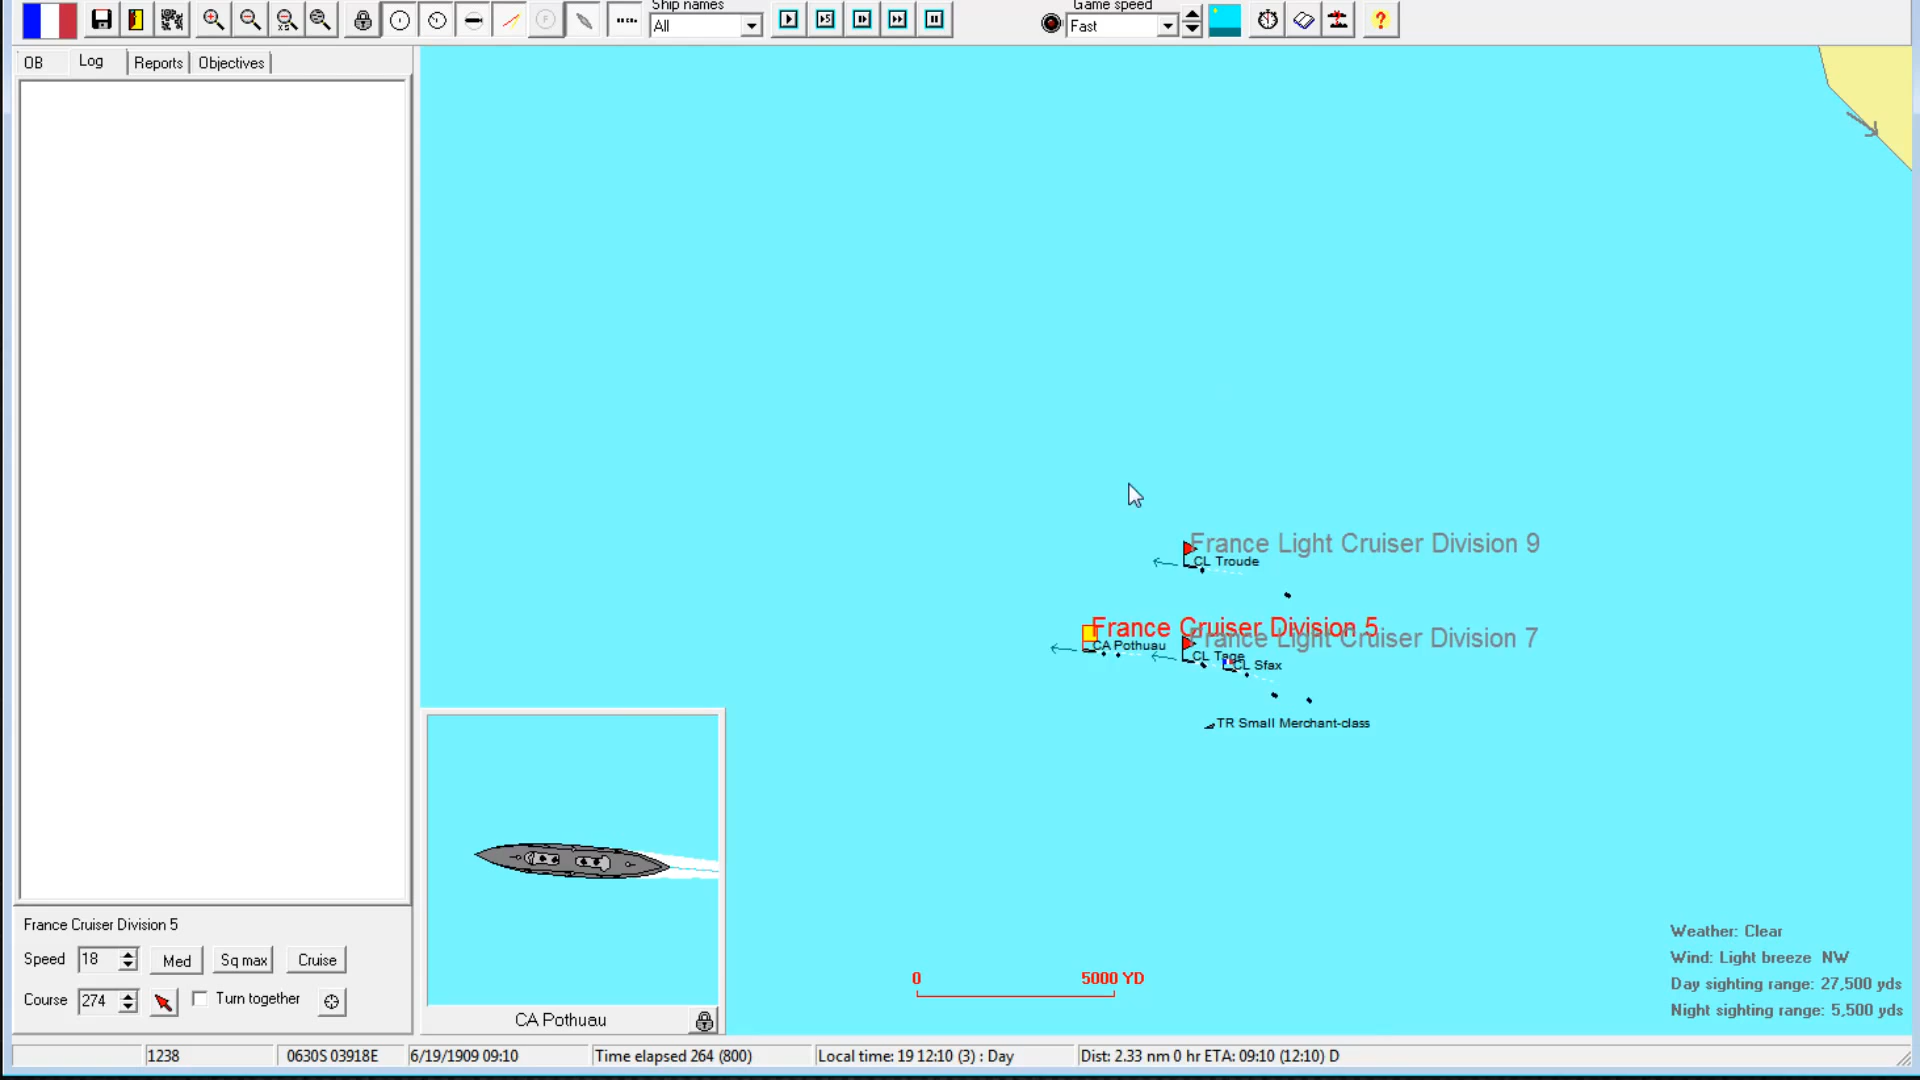 Ship names
All
Game speed
Fast
?
OB
Log
Reports
Objectives
France Light Cruiser Division 9
CL Troude
France Cruiser Division 5
France Light Cruiser Division 7
CA Pothuau
CL Tage
CL Sfax
TR Small Merchant-class
France Cruiser Division 5
Speed
18
Med
Sq max
Cruise
Course
274
Turn together
CA Pothuau
0
5000 YD
Weather: Clear
Wind: Light breeze NW
Day sighting range: 27,500 yds
Night sighting range: 5,500 yds
1238
0630S 03918E
6/19/1909 09:10
Time elapsed 264 (800)
Local time: 19 12:10 (3) : Day
Dist: 2.33 nm 0 hr ETA: 09:10 (12:10) D